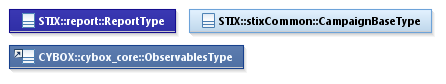 STIX::report::ReportType
STIX::stixCommon::CampaignBaseType
CYBOX::cybox_core::ObservablesType